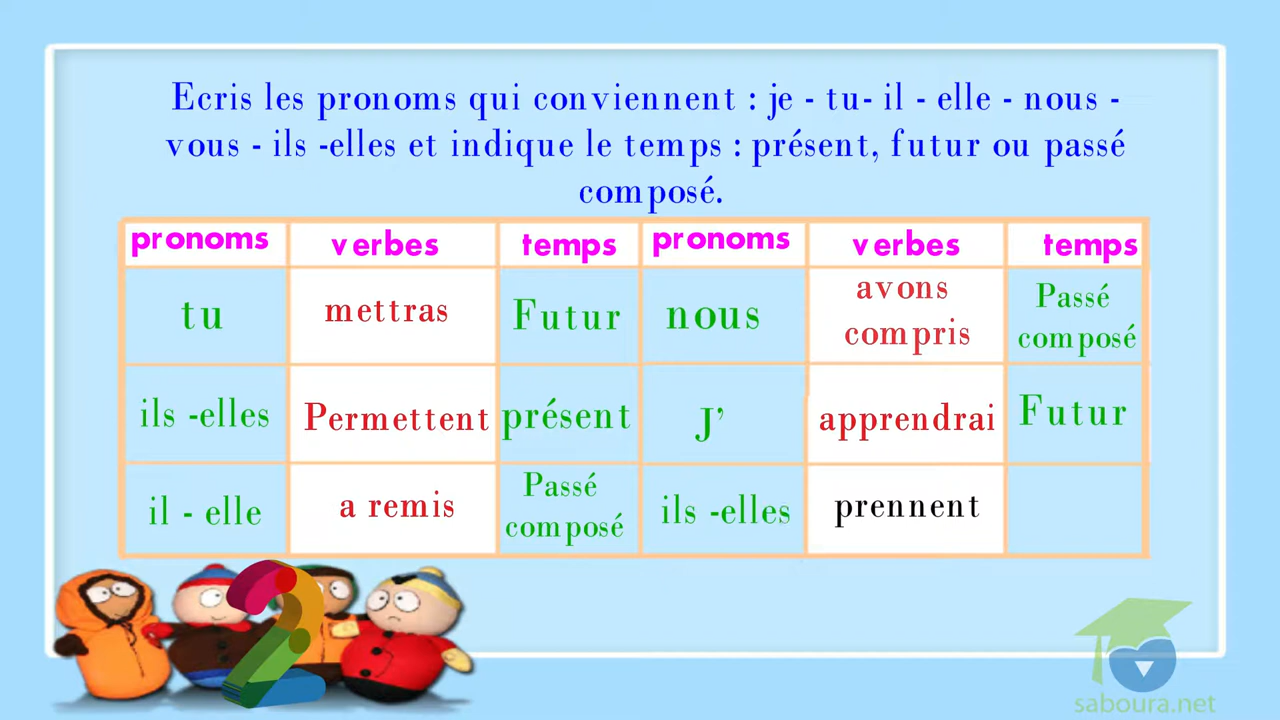 Ecris les pronoms qui conviennent : je - tu- il - elle - nous -
vous - ils -elles et indique le temps : présent, futur ou passé
composé.
pronoms verbes temps pronoms verbes temps
tu mettras Futur nous avons compris Passé composé
ils -elles Permettent présent J' apprendrai Futur
il - elle a remis Passé composé ils -elles prennent
2
saboura.net